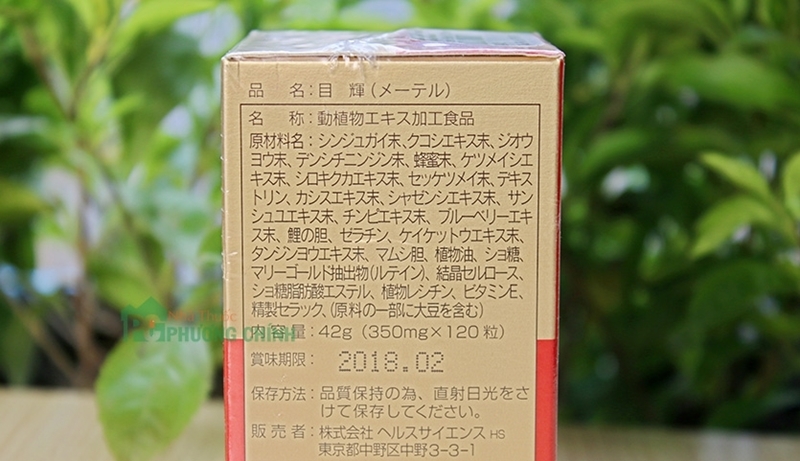 品 名：目 輝（メーテル）
名 称：動植物エキス加工食品
原材料名：シンジュガイ末、クコシエキス末、ジオウ
ヨウ末、テンシチニンジン末、蜂蜜末、ケツメイシエ
キス末、シロキクカエキス末、セッケツメイ末、デキス
トリン、カシスエキス末、シャゼンシエキス末、サン
シュユエキス末、チンピエキス末、ブルーベリーエキ
ス末、鯉の胆、ゼラチン、ケイケットウエキス末、
タンジンヨウエキス末、マムシ胆、植物油、ショ糖、
マリーゴールド抽出物（ルテイン）、結晶セルロース、
ショ糖脂肪酸エステル、植物レシチン、ビタミンE、
精製セラック、（原料の一部に大豆を含む）
内容量：42g（350mg×120粒）
賞味期限：2018.02
保存方法：品質保持の為、直射日光をさ
けて保存してください。
販売者：株式会社 ヘルスサイエンス HS
東京都中野区中野3-3-1
Nhà Thuốc
PHƯƠNG CHÍNH